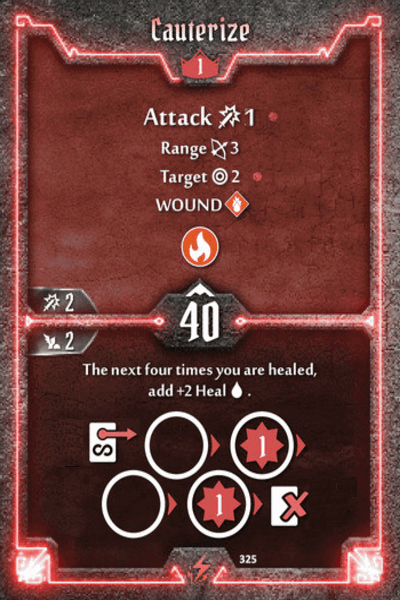 Cauterize
1
Attack 1
Range 3
Target 2
WOUND
2
40
2
The next four times you are healed,
add +2 Heal .
1
1
325